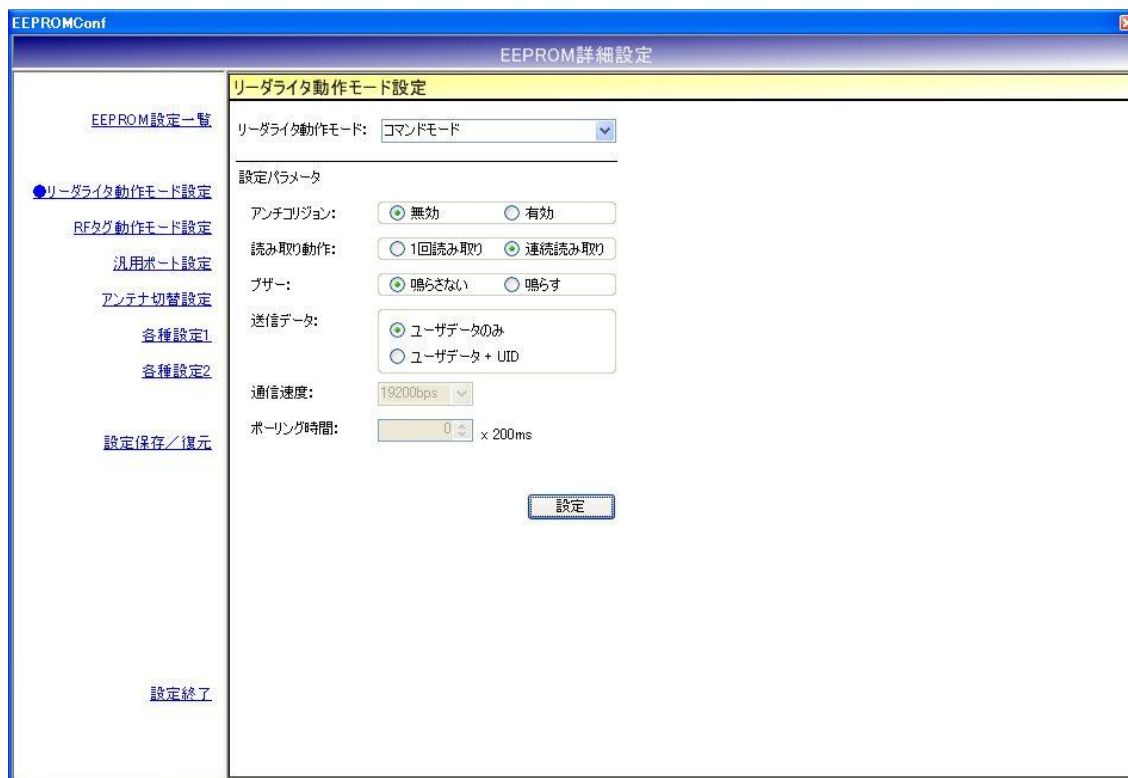 EEPROMConf
EEPROM詳細設定
EEPROM設定一覧
●リーダライタ動作モード設定
RFタグ動作モード設定
汎用ポート設定
アンテナ切替設定
各種設定1
各種設定2
設定保存／復元
設定終了
リーダライタ動作モード設定
リーダライタ動作モード: コマンドモード
設定パラメータ
アンチコリジョン: 無効 有効
読み取り動作: 1回読み取り 連続読み取り
ブザー: 鳴らさない 鳴らす
送信データ: ユーザデータのみ
ユーザデータ + UID
通信速度: 19200bps
ポーリング時間: 0 x 200ms
設定